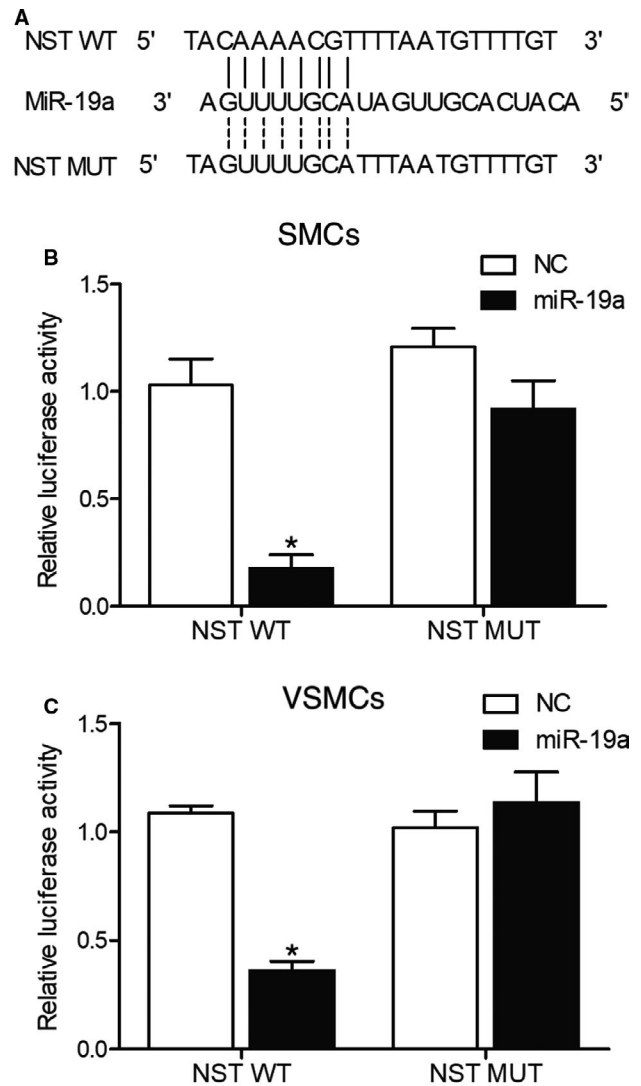 A
NST WT 5' TACAAAACGTTTTAATGTTTTGT 3'
MiR-19a 3' AGUUUUGCAUAGUUGCACUACA 5"
NST MUT 5' TAGUUUUGCATTTAATGTTTTGT 3'
SMCs
B
NC
miR-19a
Relative luciferase activity
1.5
1.0
0.5
0.0
*
NST WT NST MUT
VSMCs
C
NC
miR-19a
Relative luciferase activity
1.5
1.0
0.5
0.0
*
NST WT NST MUT